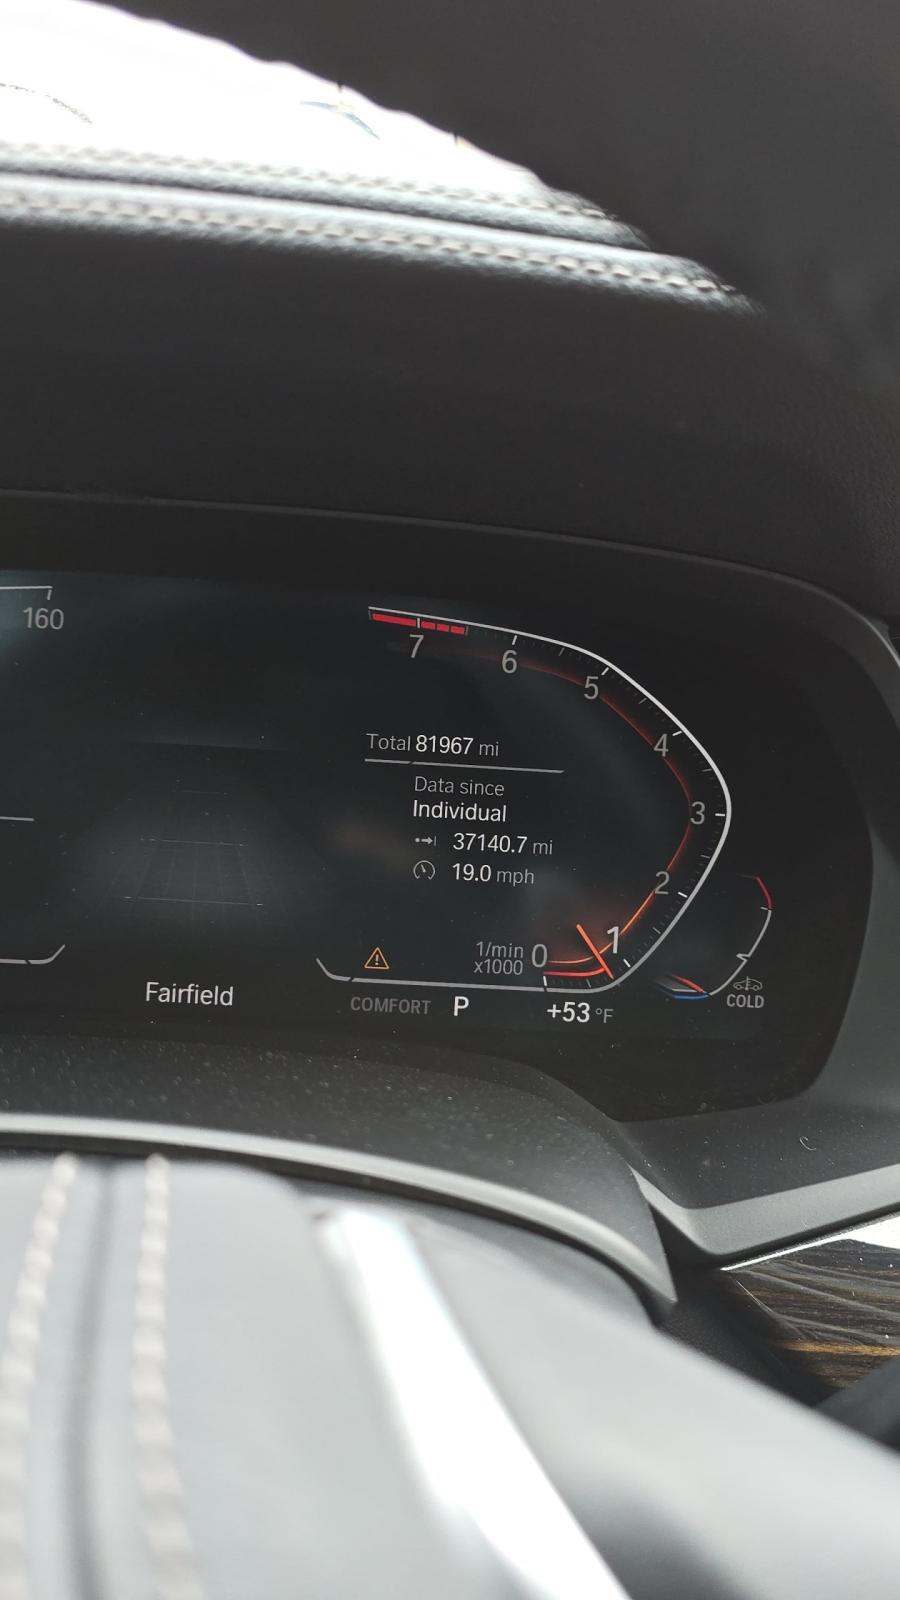 160
7
6
5
4
3
2
1
0
Total 81967 mi
Data since
Individual
37140.7 mi
19.0 mph
1/min
x1000
Fairfield
COMFORT P +53 °F
COLD